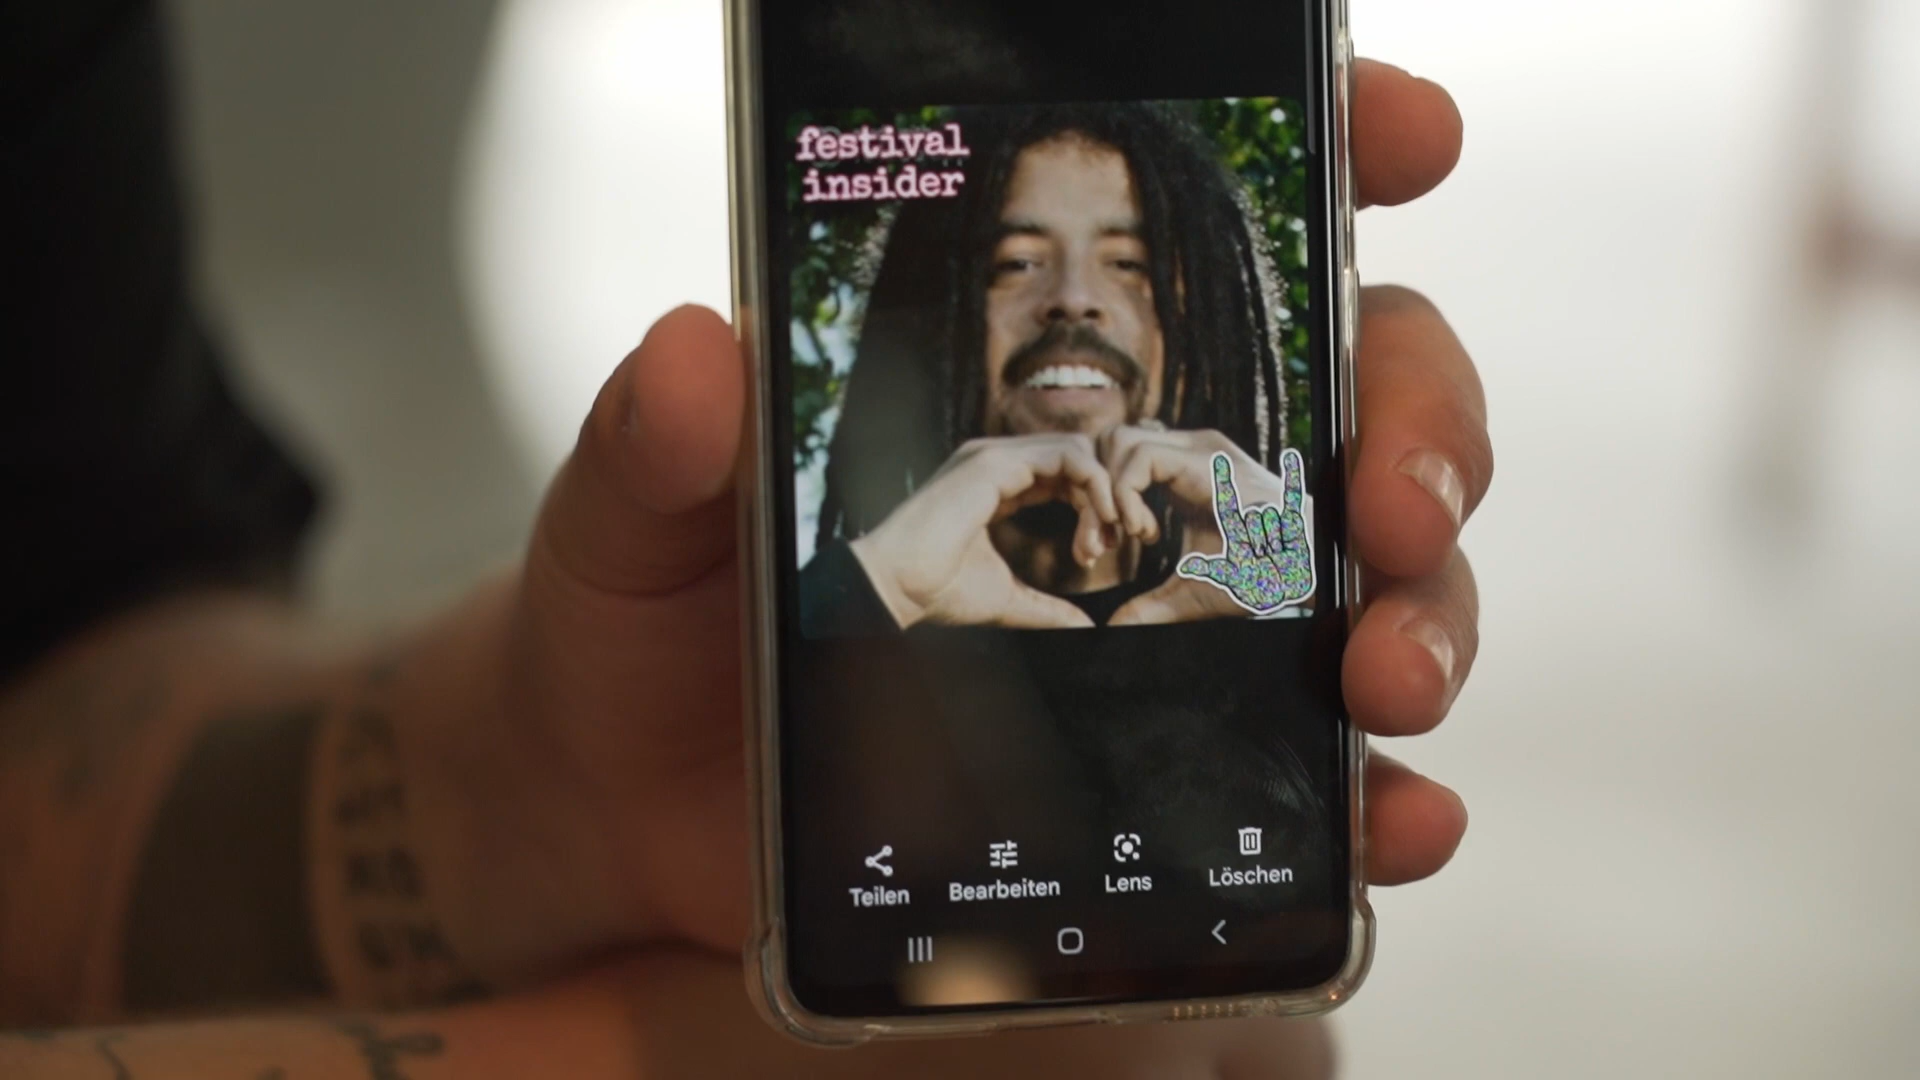 festival
insider
Teilen
Bearbeiten
Lens
Löschen